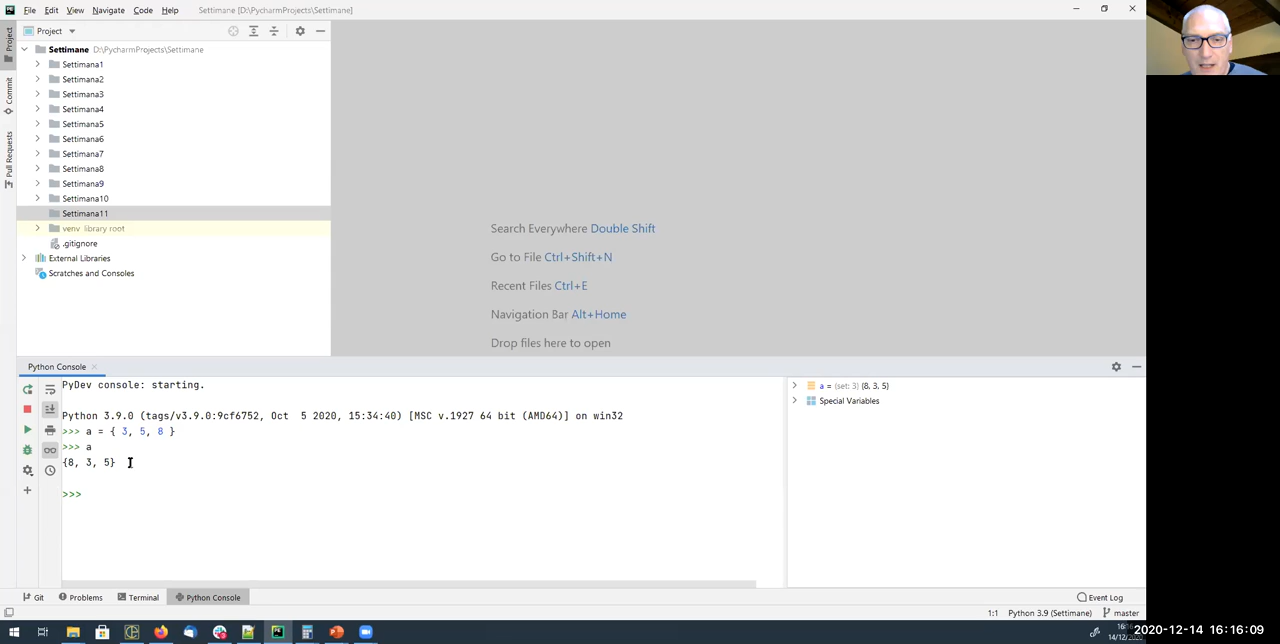 File Edit View Navigate Code Help Settimane [D:\PycharmProjects\Settimane]
Project
Settimane D:\PycharmProjects\Settimane
Settimana1
Settimana2
Settimana3
Settimana4
Settimana5
Settimana6
Settimana7
Settimana8
Settimana9
Settimana10
Settimana11
venv library root
.gitignore
External Libraries
Scratches and Consoles
Project
Commit
Pull Requests
Search Everywhere Double Shift
Go to File Ctrl+Shift+N
Recent Files Ctrl+E
Navigation Bar Alt+Home
Drop files here to open
Python Console
PyDev console: starting.
Python 3.9.0 (tags/v3.9.0:9cf6752, Oct  5 2020, 15:34:40) [MSC v.1927 64 bit (AMD64)] on win32
>>> a = { 3, 5, 8 }
>>> a
{8, 3, 5}
>>>
a = {set: 3} {8, 3, 5}
Special Variables
Git Problems Terminal Python Console Event Log
1:1 Python 3.9 (Settimane) master
14/12/
2020-12-14 16:16:09